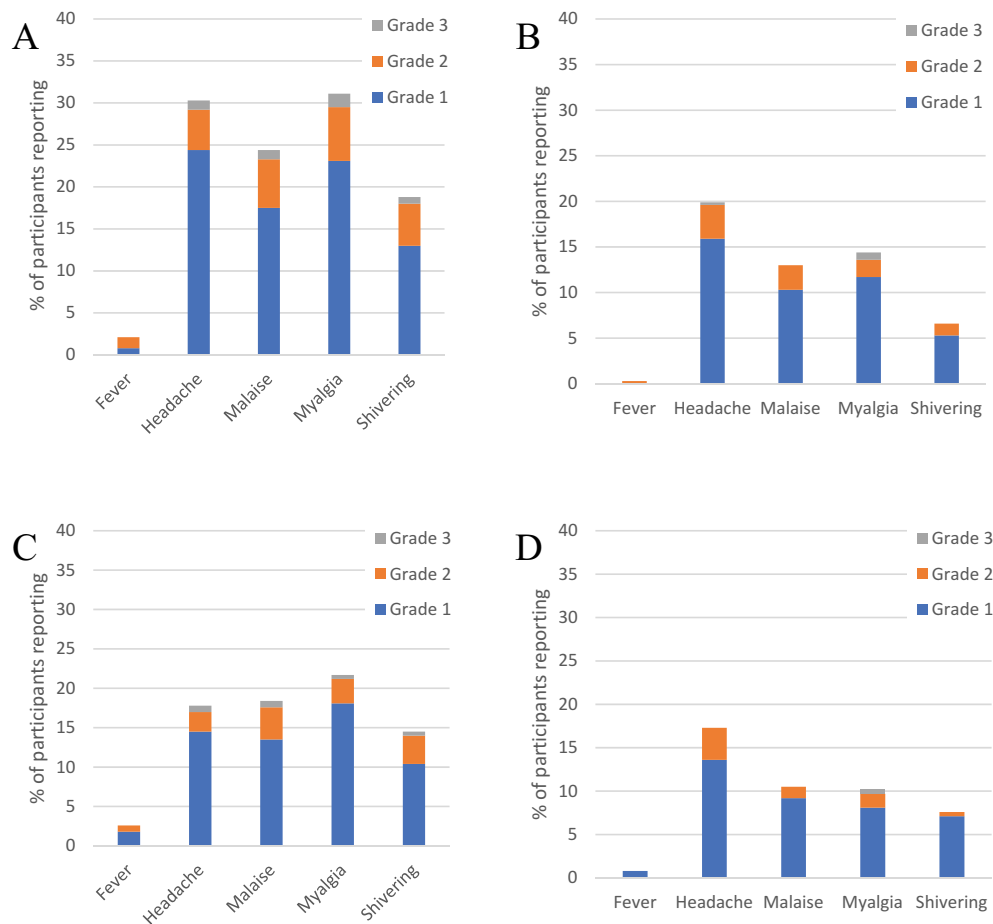 A
% of participants reporting
40
35
30
25
20
15
10
5
0
Grade 3
Grade 2
Grade 1
Fever
Headache
Malaise
Myalgia
Shivering
B
% of participants reporting
40
35
30
25
20
15
10
5
0
Grade 3
Grade 2
Grade 1
Fever
Headache
Malaise
Myalgia
Shivering
C
% of participants reporting
40
35
30
25
20
15
10
5
0
Grade 3
Grade 2
Grade 1
Fever
Headache
Malaise
Myalgia
Shivering
D
% of participants reporting
40
35
30
25
20
15
10
5
0
Grade 3
Grade 2
Grade 1
Fever
Headache
Malaise
Myalgia
Shivering